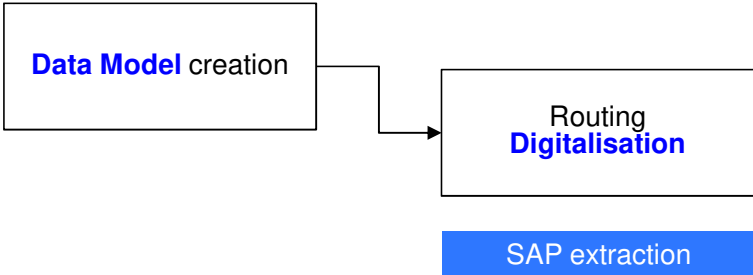 Data Model creation
Routing
Digitalisation
SAP extraction